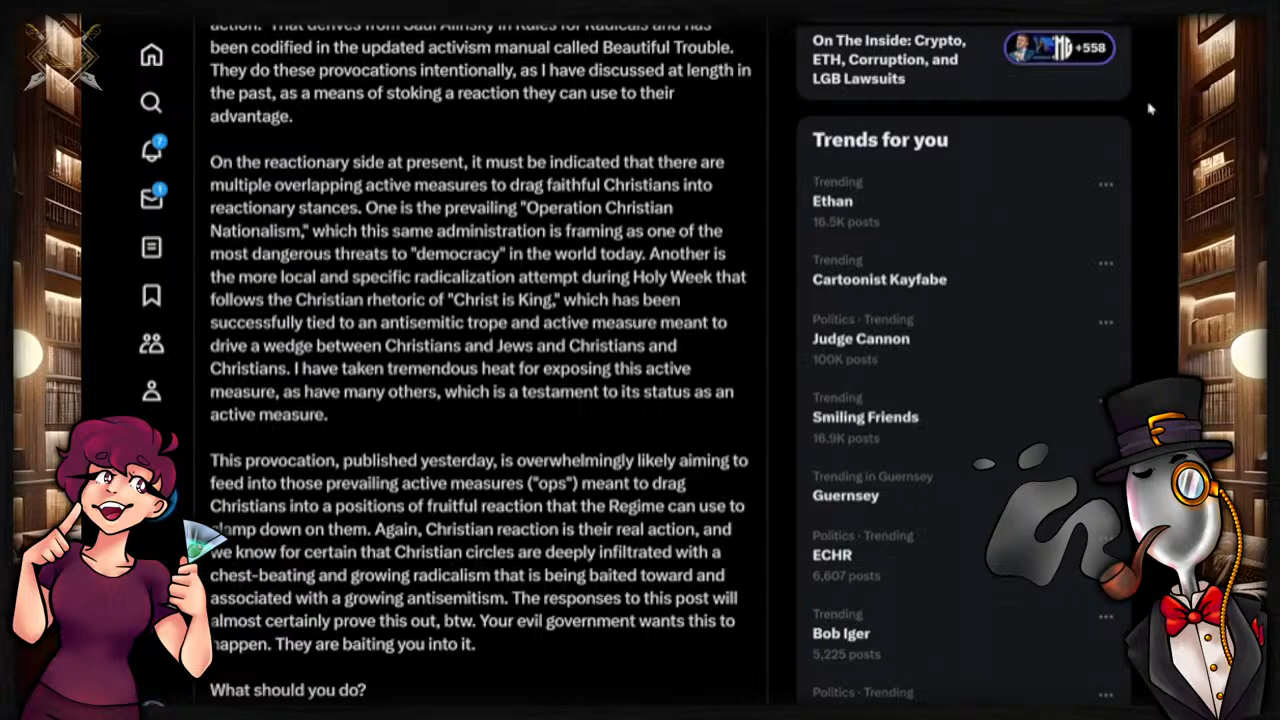 action." That derives from Saul Alinsky in Rules for Radicals and has
been codified in the updated activism manual called Beautiful Trouble.
They do these provocations intentionally, as I have discussed at length in
the past, as a means of stoking a reaction they can use to their
advantage.
On the reactionary side at present, it must be indicated that there are
multiple overlapping active measures to drag faithful Christians into
reactionary stances. One is the prevailing "Operation Christian
Nationalism," which this same administration is framing as one of the
most dangerous threats to "democracy" in the world today. Another is
the more local and specific radicalization attempt during Holy Week that
follows the Christian rhetoric of "Christ is King," which has been
successfully tied to an antisemitic trope and active measure meant to
drive a wedge between Christians and Jews and Christians and
Christians. I have taken tremendous heat for exposing this active
measure, as have many others, which is a testament to its status as an
active measure.
This provocation, published yesterday, is overwhelmingly likely aiming to
feed into those prevailing active measures ("ops") meant to drag
Christians into a positions of fruitful reaction that the Regime can use to
clamp down on them. Again, Christian reaction is their real action, and
we know for certain that Christian circles are deeply infiltrated with a
chest-beating and growing radicalism that is being baited toward and
associated with a growing antisemitism. The responses to this post will
almost certainly prove this out, btw. Your evil government wants this to
happen. They are baiting you into it.
What should you do?
7
1
On The Inside: Crypto,
ETH, Corruption, and
LGB Lawsuits
+558
Trends for you
Trending
Ethan
16.5K posts
Trending
Cartoonist Kayfabe
Politics · Trending
Judge Cannon
100K posts
Trending
Smiling Friends
16.9K posts
Trending in Guernsey
Guernsey
Politics · Trending
ECHR
6,607 posts
Trending
Bob Iger
5,225 posts
Politics · Trending